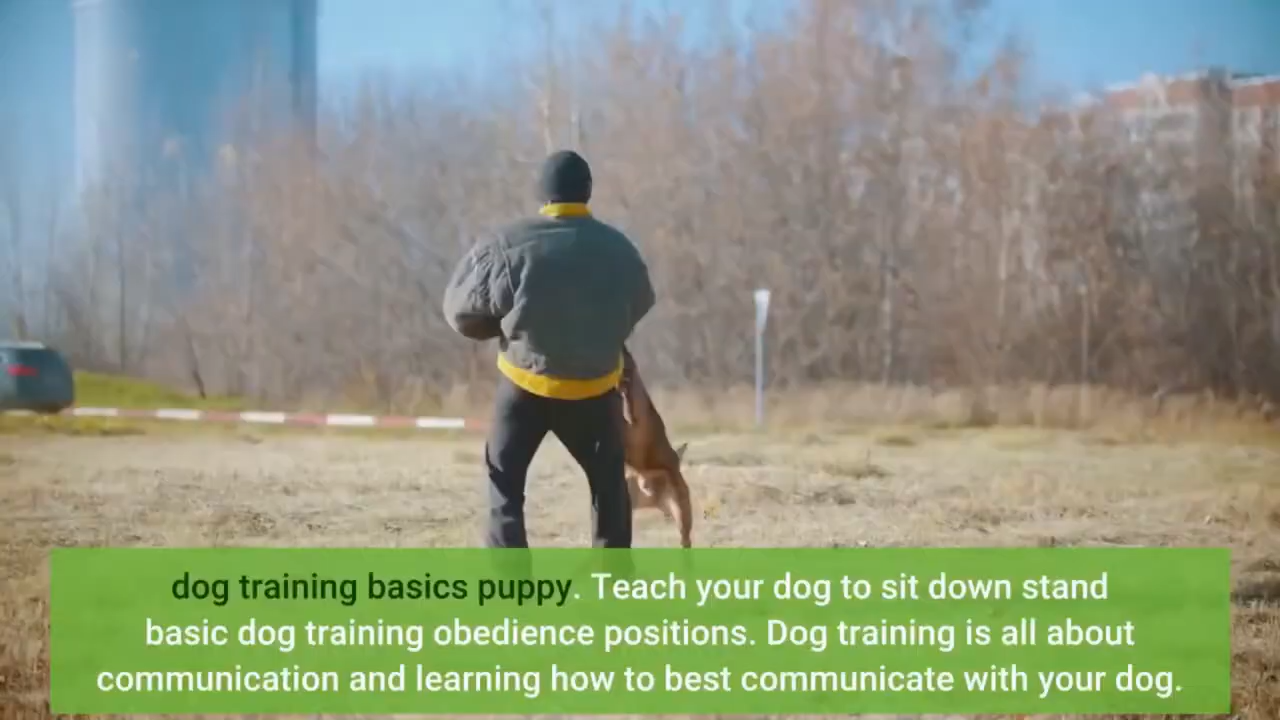 dog training basics puppy. Teach your dog to sit down stand
basic dog training obedience positions. Dog training is all about
communication and learning how to best communicate with your dog.